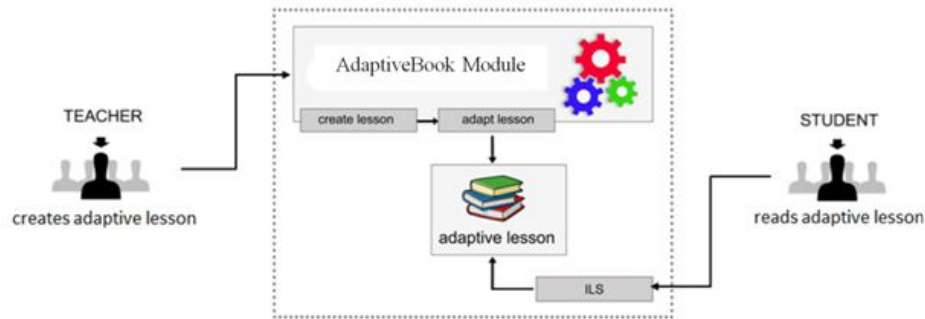 AdaptiveBook Module
create lesson
adapt lesson
TEACHER
creates adaptive lesson
STUDENT
reads adaptive lesson
adaptive lesson
ILS